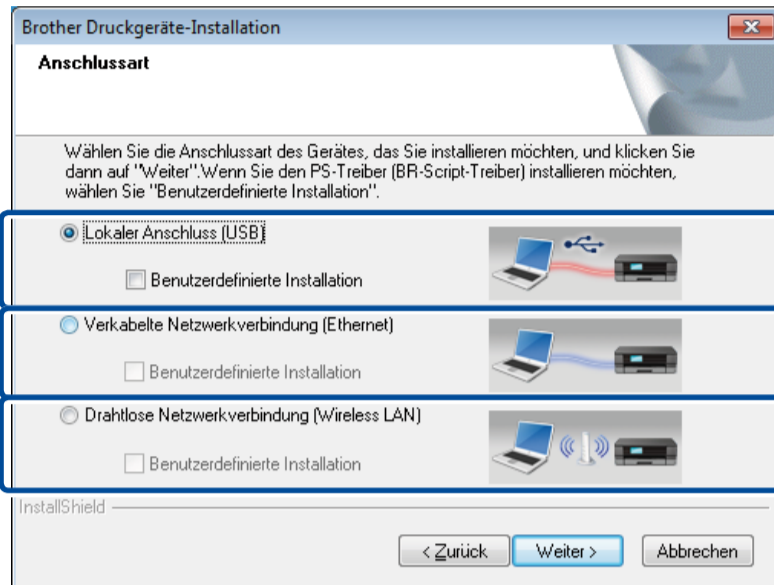 Brother Druckgeräte-Installation
Anschlussart
Wählen Sie die Anschlussart des Gerätes, das Sie installieren möchten, und klicken Sie
dann auf "Weiter".Wenn Sie den PS-Treiber (BR-Script-Treiber) installieren möchten,
wählen Sie "Benutzerdefinierte Installation".
Lokaler Anschluss (USB)
Benutzerdefinierte Installation
Verkabelte Netzwerkverbindung (Ethernet)
Benutzerdefinierte Installation
Drahtlose Netzwerkverbindung (Wireless LAN)
Benutzerdefinierte Installation
InstallShield
< Zurück Weiter > Abbrechen